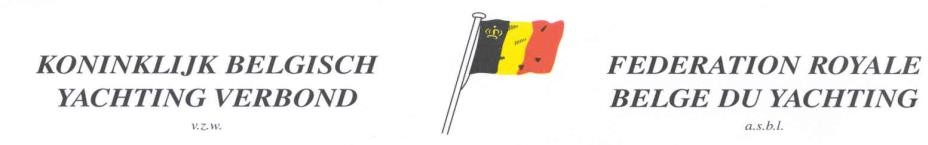 KONINKLIJK BELGISCH
YACHTING VERBOND
v.z.w.
FEDERATION ROYALE
BELGE DU YACHTING
a.s.b.l.